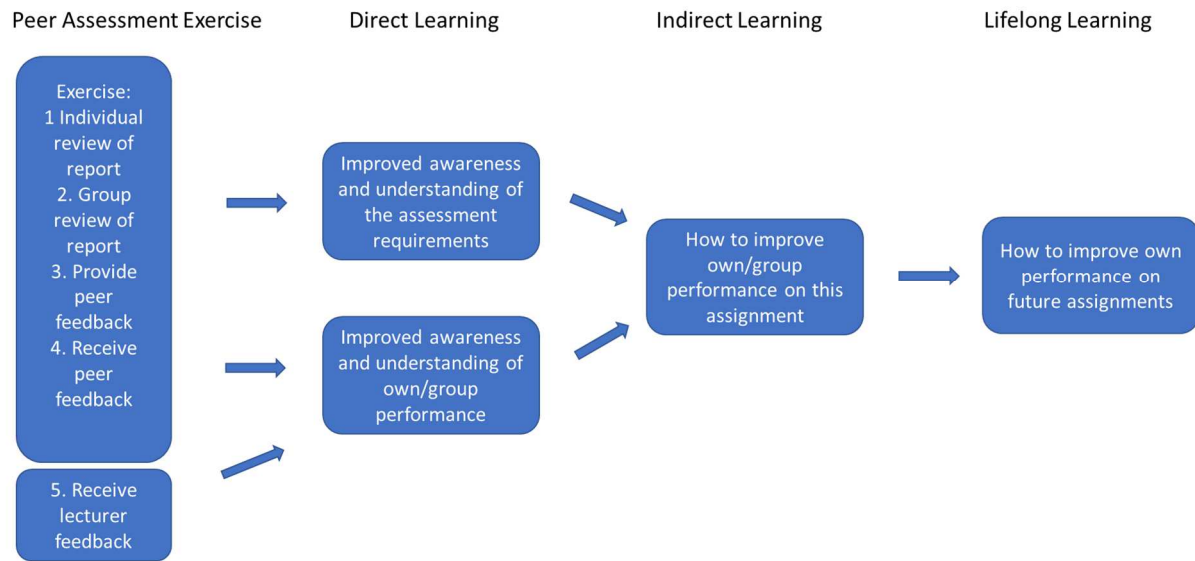 Peer Assessment Exercise
Direct Learning
Indirect Learning
Lifelong Learning
Exercise:
1 Individual
review of
report
2. Group
review of
report
3. Provide
peer
feedback
4. Receive
peer
feedback
5. Receive
lecturer
feedback
Improved awareness
and understanding of
the assessment
requirements
Improved awareness
and understanding of
own/group
performance
How to improve
own/group
performance on this
assignment
How to improve own
performance on
future assignments